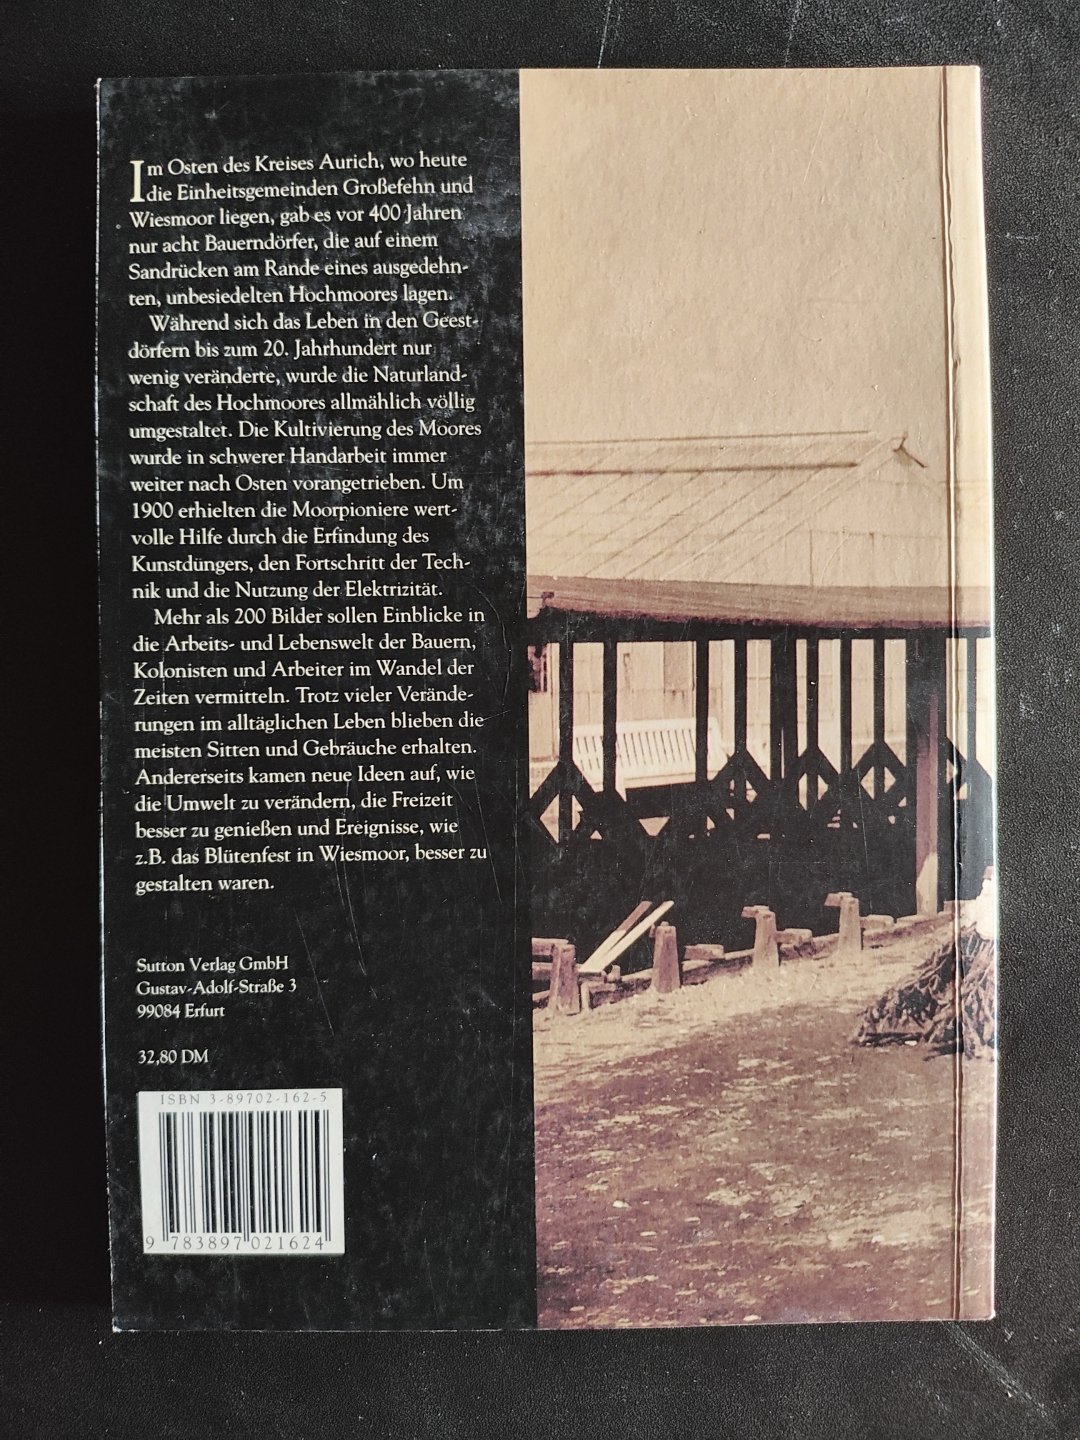 Im Osten des Kreises Aurich, wo heute
die Einheitsgemeinden Großefehn und
Wiesmoor liegen, gab es vor 400 Jahren
nur acht Bauerndörfer, die auf einem
Sandrücken am Rande eines ausgedehn-
ten, unbesiedelten Hochmoores lagen.
Während sich das Leben in den Geest-
dörfern bis zum 20. Jahrhundert nur
wenig veränderte, wurde die Naturland-
schaft des Hochmoores allmählich völlig
umgestaltet. Die Kultivierung des Moores
wurde in schwerer Handarbeit immer
weiter nach Osten vorangetrieben. Um
1900 erhielten die Moorpioniere wert-
volle Hilfe durch die Erfindung des
Kunstdüngers, den Fortschritt der Tech-
nik und die Nutzung der Elektrizität.
Mehr als 200 Bilder sollen Einblicke in
die Arbeits- und Lebenswelt der Bauern,
Kolonisten und Arbeiter im Wandel der
Zeiten vermitteln. Trotz vieler Verände-
rungen im alltäglichen Leben blieben die
meisten Sitten und Gebräuche erhalten.
Andererseits kamen neue Ideen auf, wie
die Umwelt zu verändern, die Freizeit
besser zu genießen und Ereignisse, wie
z.B. das Blütenfest in Wiesmoor, besser zu
gestalten waren.
Sutton Verlag GmbH
Gustav-Adolf-Straße 3
99084 Erfurt
32,80 DM
ISBN 3-89702-162-5
9 783897 021624